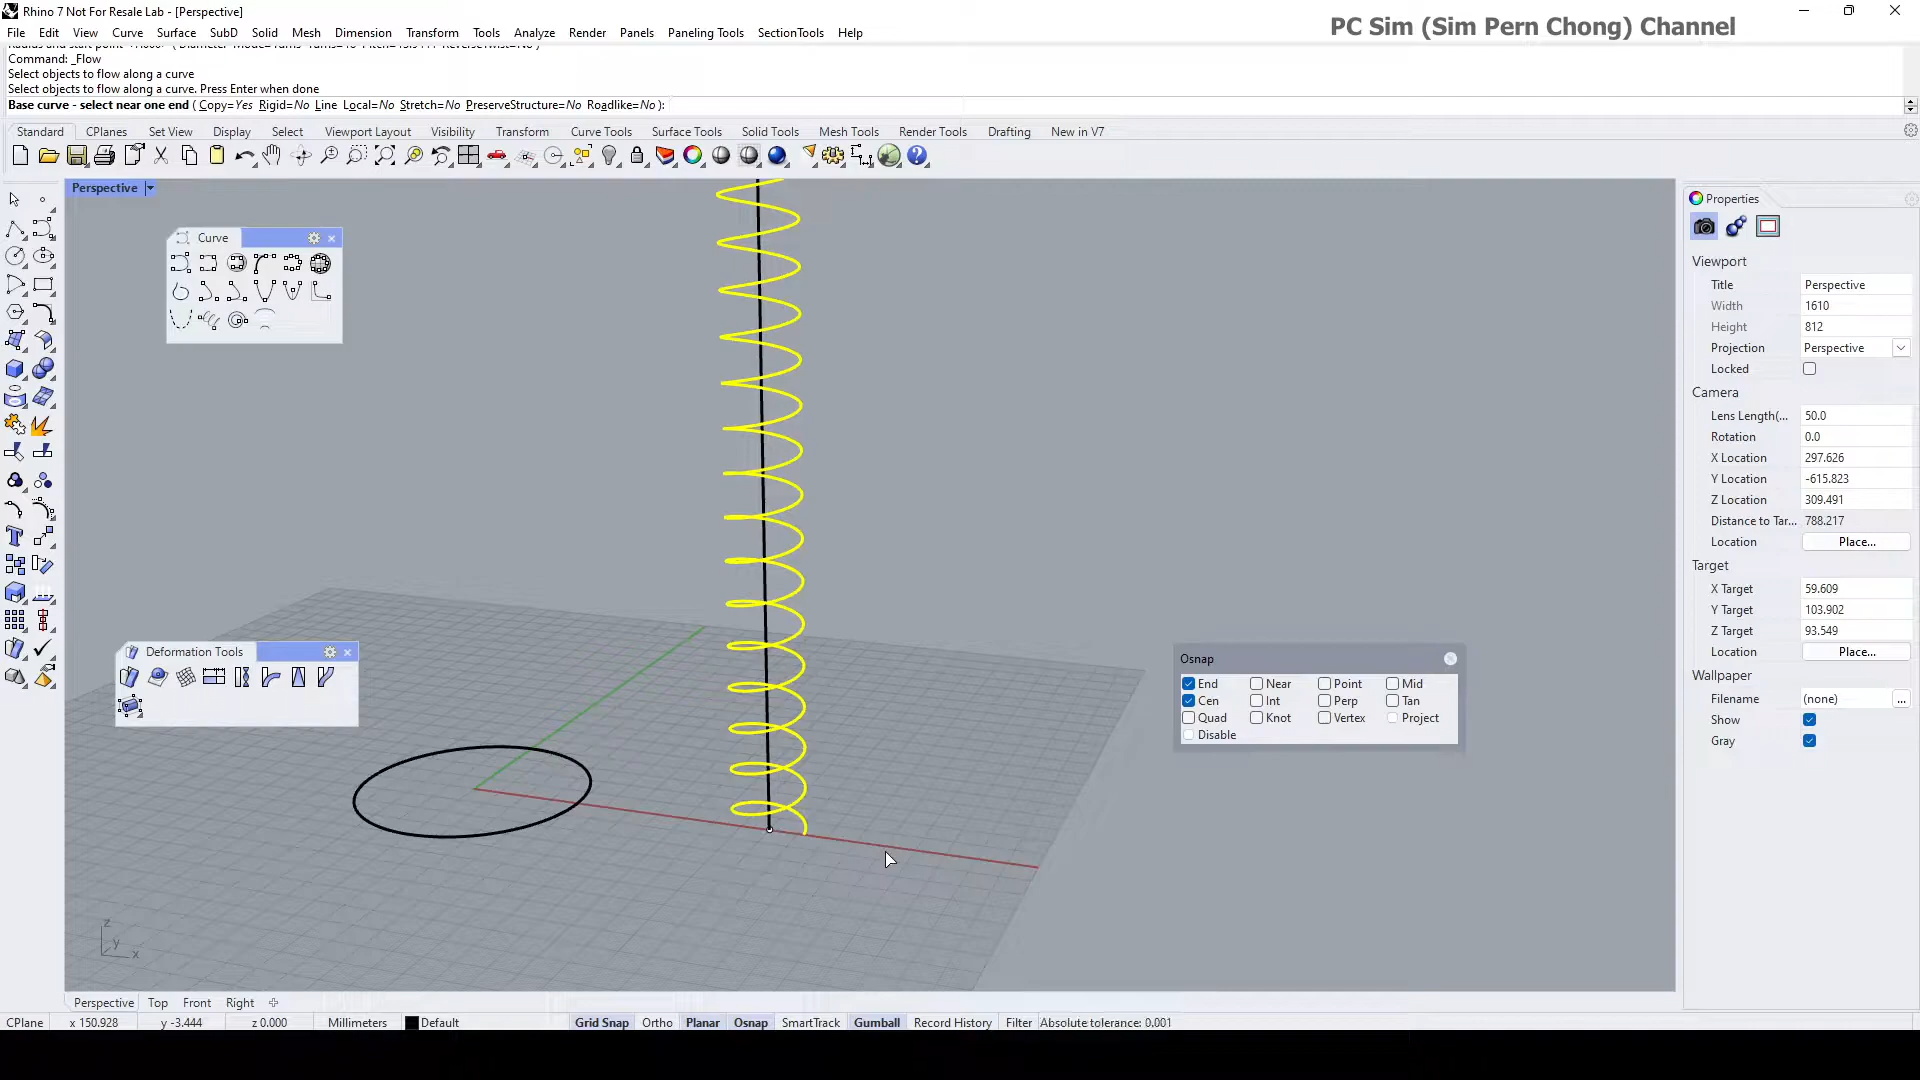 Rhino 7 Not For Resale Lab - [Perspective]
PC Sim (Sim Pern Chong) Channel
File Edit View Curve Surface SubD Solid Mesh Dimension Transform Tools Analyze Render Panels Paneling Tools SectionTools Help
Command: _Flow
Select objects to flow along a curve
Select objects to flow along a curve. Press Enter when done
Base curve - select near one end ( Copy=Yes Rigid=No Line Local=No Stretch=No PreserveStructure=No Roadlike=No ):
Standard CPlanes Set View Display Select Viewport Layout Visibility Transform Curve Tools Surface Tools Solid Tools Mesh Tools Render Tools Drafting New in V7
Perspective
Curve
Deformation Tools
Osnap
End Near Point Mid
Cen Int Perp Tan
Quad Knot Vertex Project
Disable
z
y
x
Properties
Viewport
Title Perspective
Width 1610
Height 812
Projection Perspective
Locked
Camera
Lens Length(... 50.0
Rotation 0.0
X Location 297.626
Y Location -615.823
Z Location 309.491
Distance to Tar... 788.217
Location Place...
Target
X Target 59.609
Y Target 103.902
Z Target 93.549
Location Place...
Wallpaper
Filename (none) ...
Show
Gray
Perspective Top Front Right
CPlane x 150.928 y -3.444 z 0.000 Millimeters Default Grid Snap Ortho Planar Osnap SmartTrack Gumball Record History Filter Absolute tolerance: 0.001